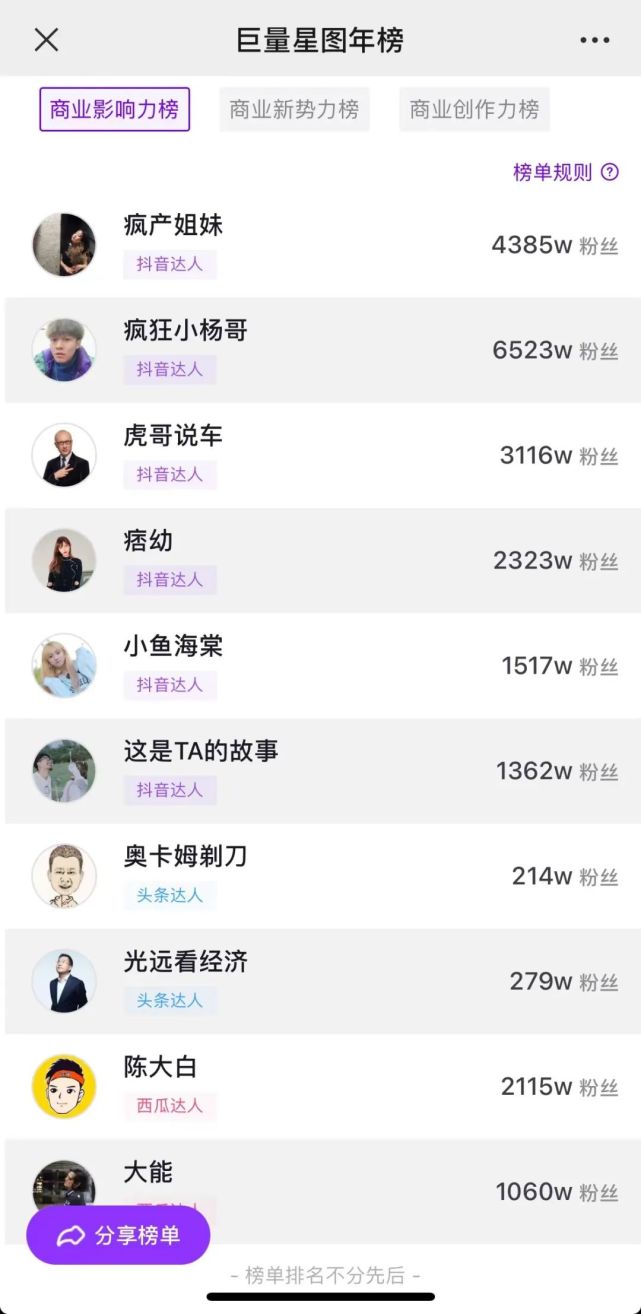 巨量星图年榜
商业影响力榜 商业新势力榜 商业创作力榜
榜单规则
疯产姐妹
抖音达人
4385w 粉丝
疯狂小杨哥
抖音达人
6523w 粉丝
虎哥说车
抖音达人
3116w 粉丝
痞幼
抖音达人
2323w 粉丝
小鱼海棠
抖音达人
1517w 粉丝
这是TA的故事
抖音达人
1362w 粉丝
奥卡姆剃刀
头条达人
214w 粉丝
光远看经济
头条达人
279w 粉丝
陈大白
西瓜达人
2115w 粉丝
大能
1060w 粉丝
分享榜单
- 榜单排名不分先后 -